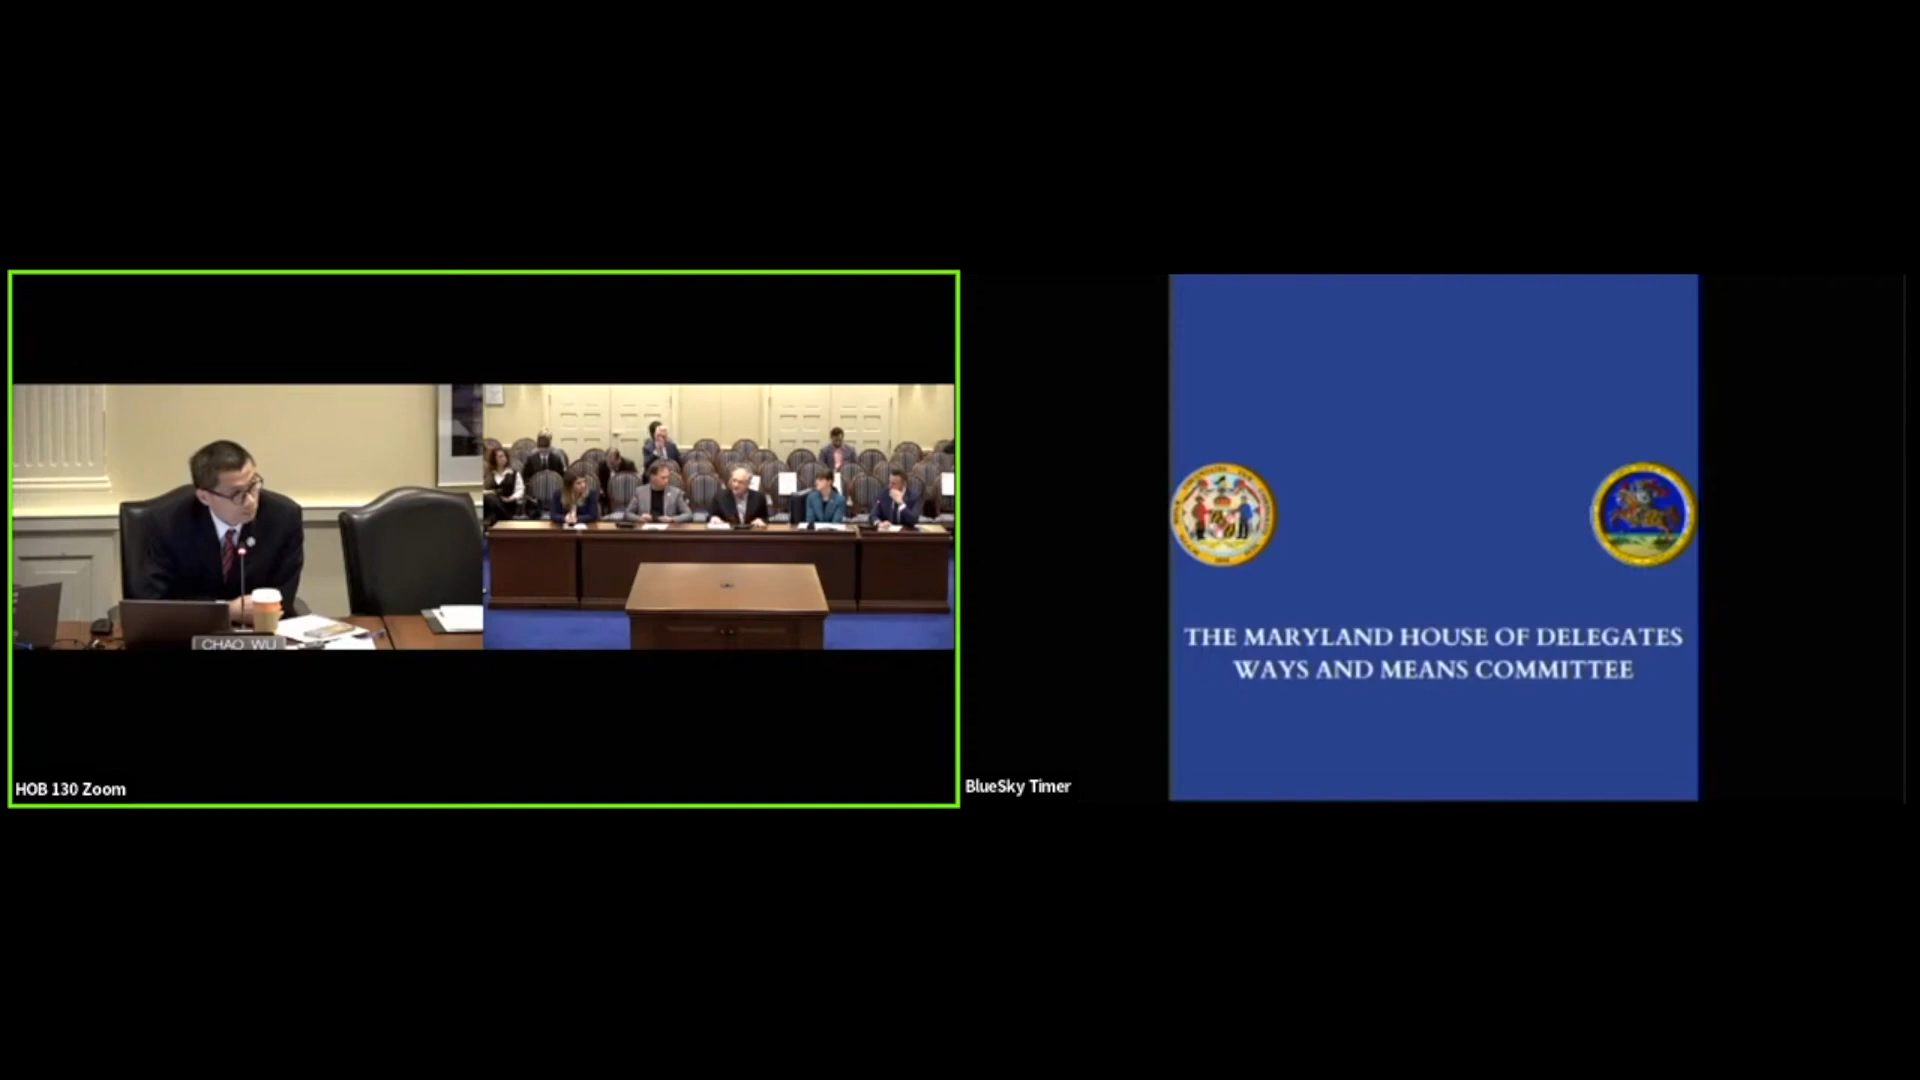 CHAO WU
HOB 130 Zoom
BlueSky Timer
THE MARYLAND HOUSE OF DELEGATES
WAYS AND MEANS COMMITTEE